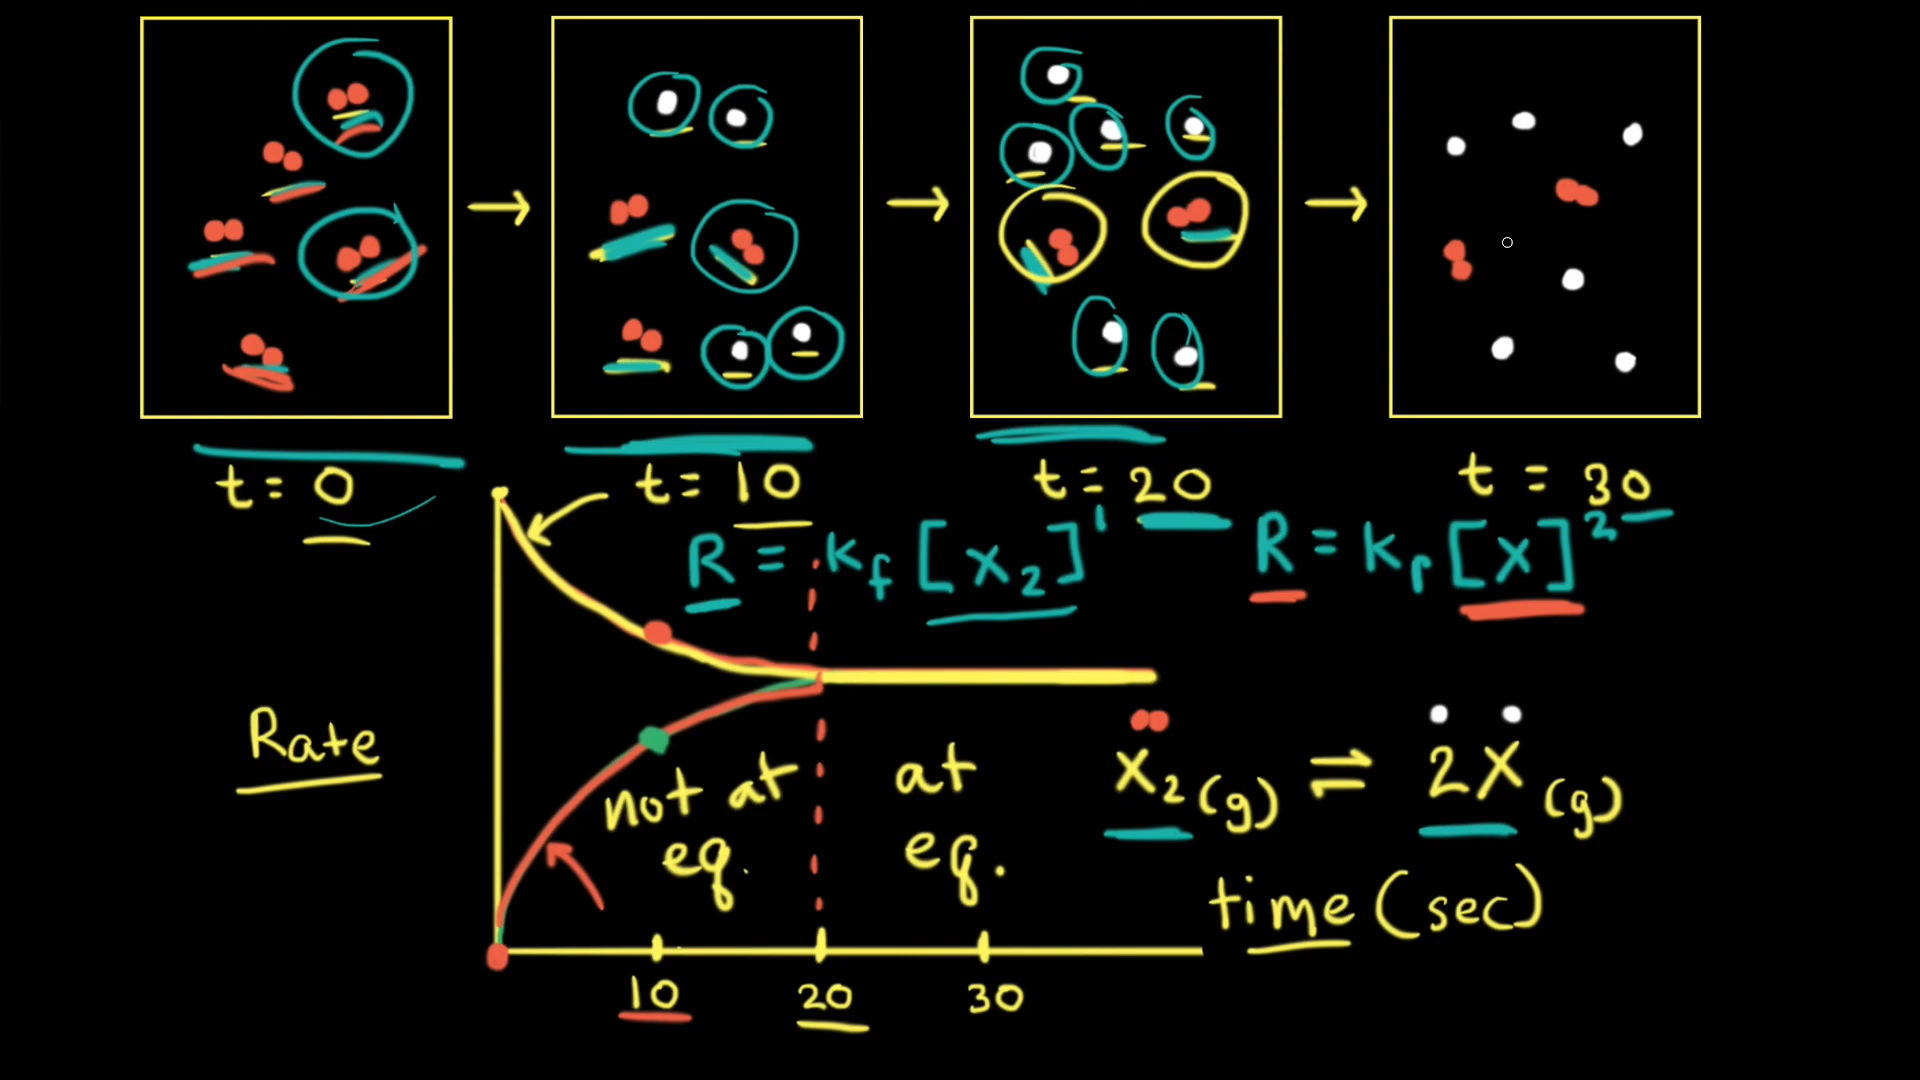 t = 0
t = 10
t = 20
t = 30
R = kf [X₂]¹
R = kr [X]²
Rate
not at
eq.
at
eq.
X₂(g) ⇌ 2X(g)
time (sec)
10 20 30